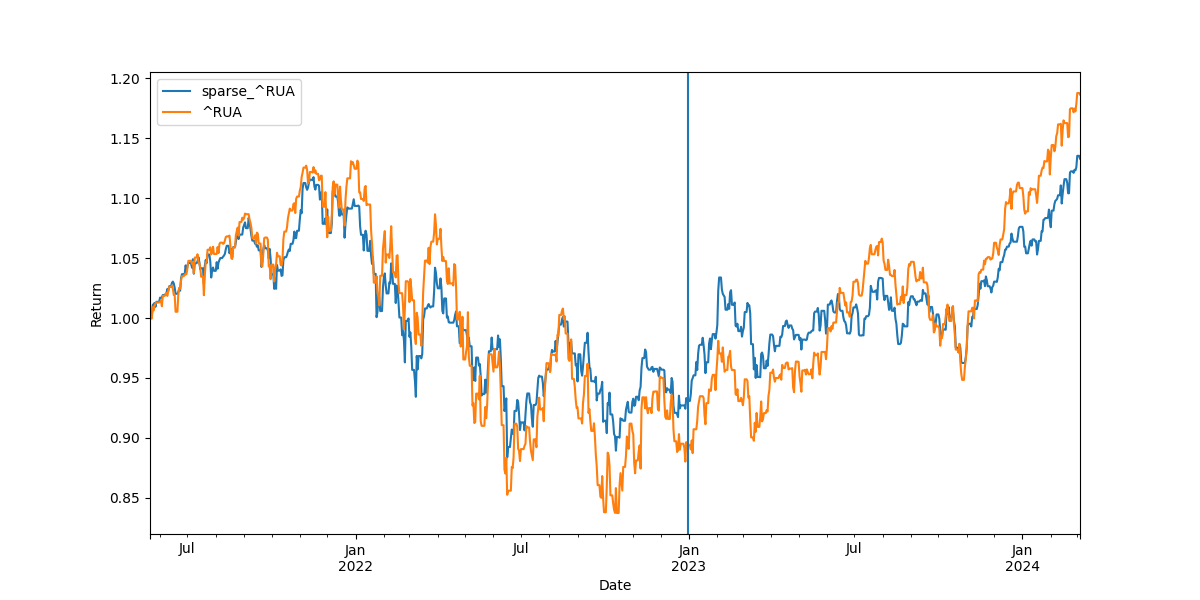 sparse_^RUA
^RUA
1.20
1.15
1.10
1.05
1.00
0.95
0.90
0.85
Return
Jul
Jan
2022
Jul
Jan
2023
Jul
Jan
2024
Date